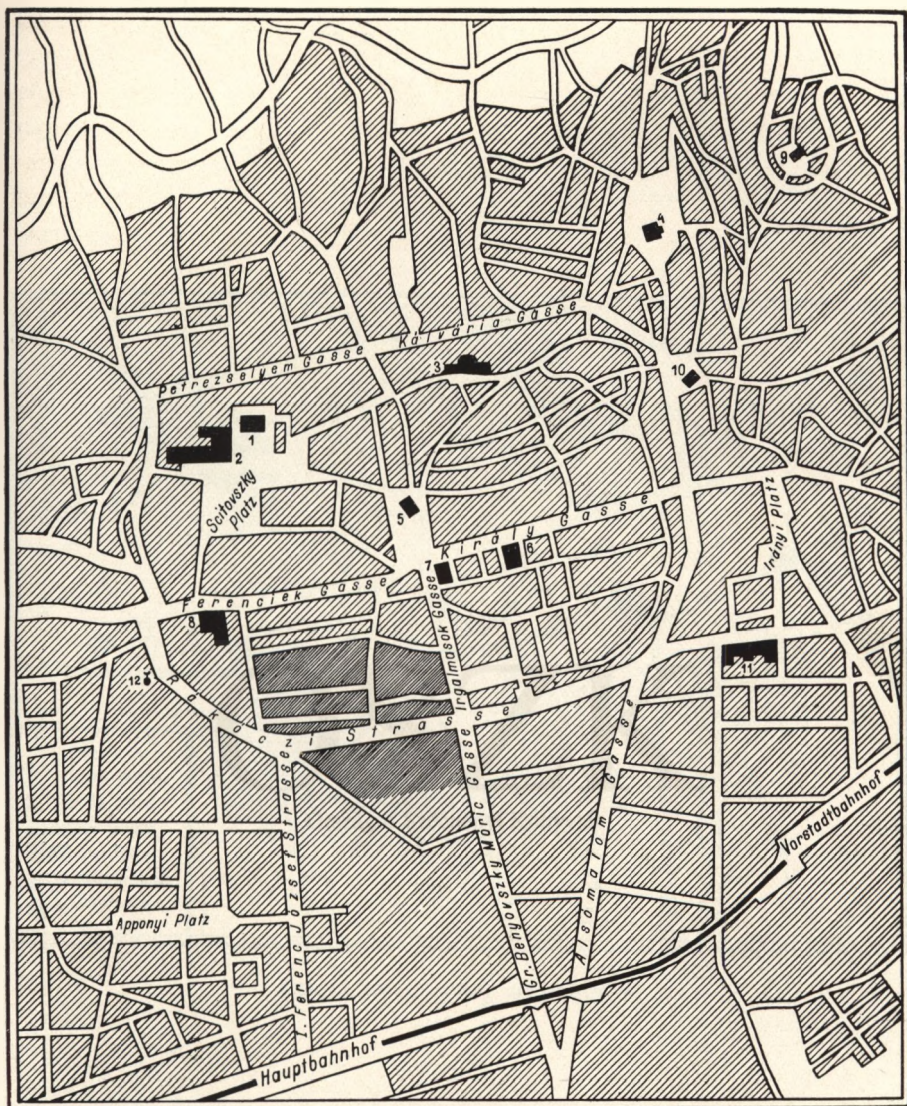 9
4
Kálvária Gasse
Petrezselyem Gasse
3
10
1
2
Scitovszky
Platz
5
Király Gasse
Irányi Platz
6
7
Ferenciek Gasse
8
Irgalmasok Gasse
11
12
Rákóczi Strasse
Alsómalom Gasse
Gr. Benyovszky Móric Gasse
I. Ferenc József Strasse
Vorstadtbahnhof
Apponyi Platz
Hauptbahnhof